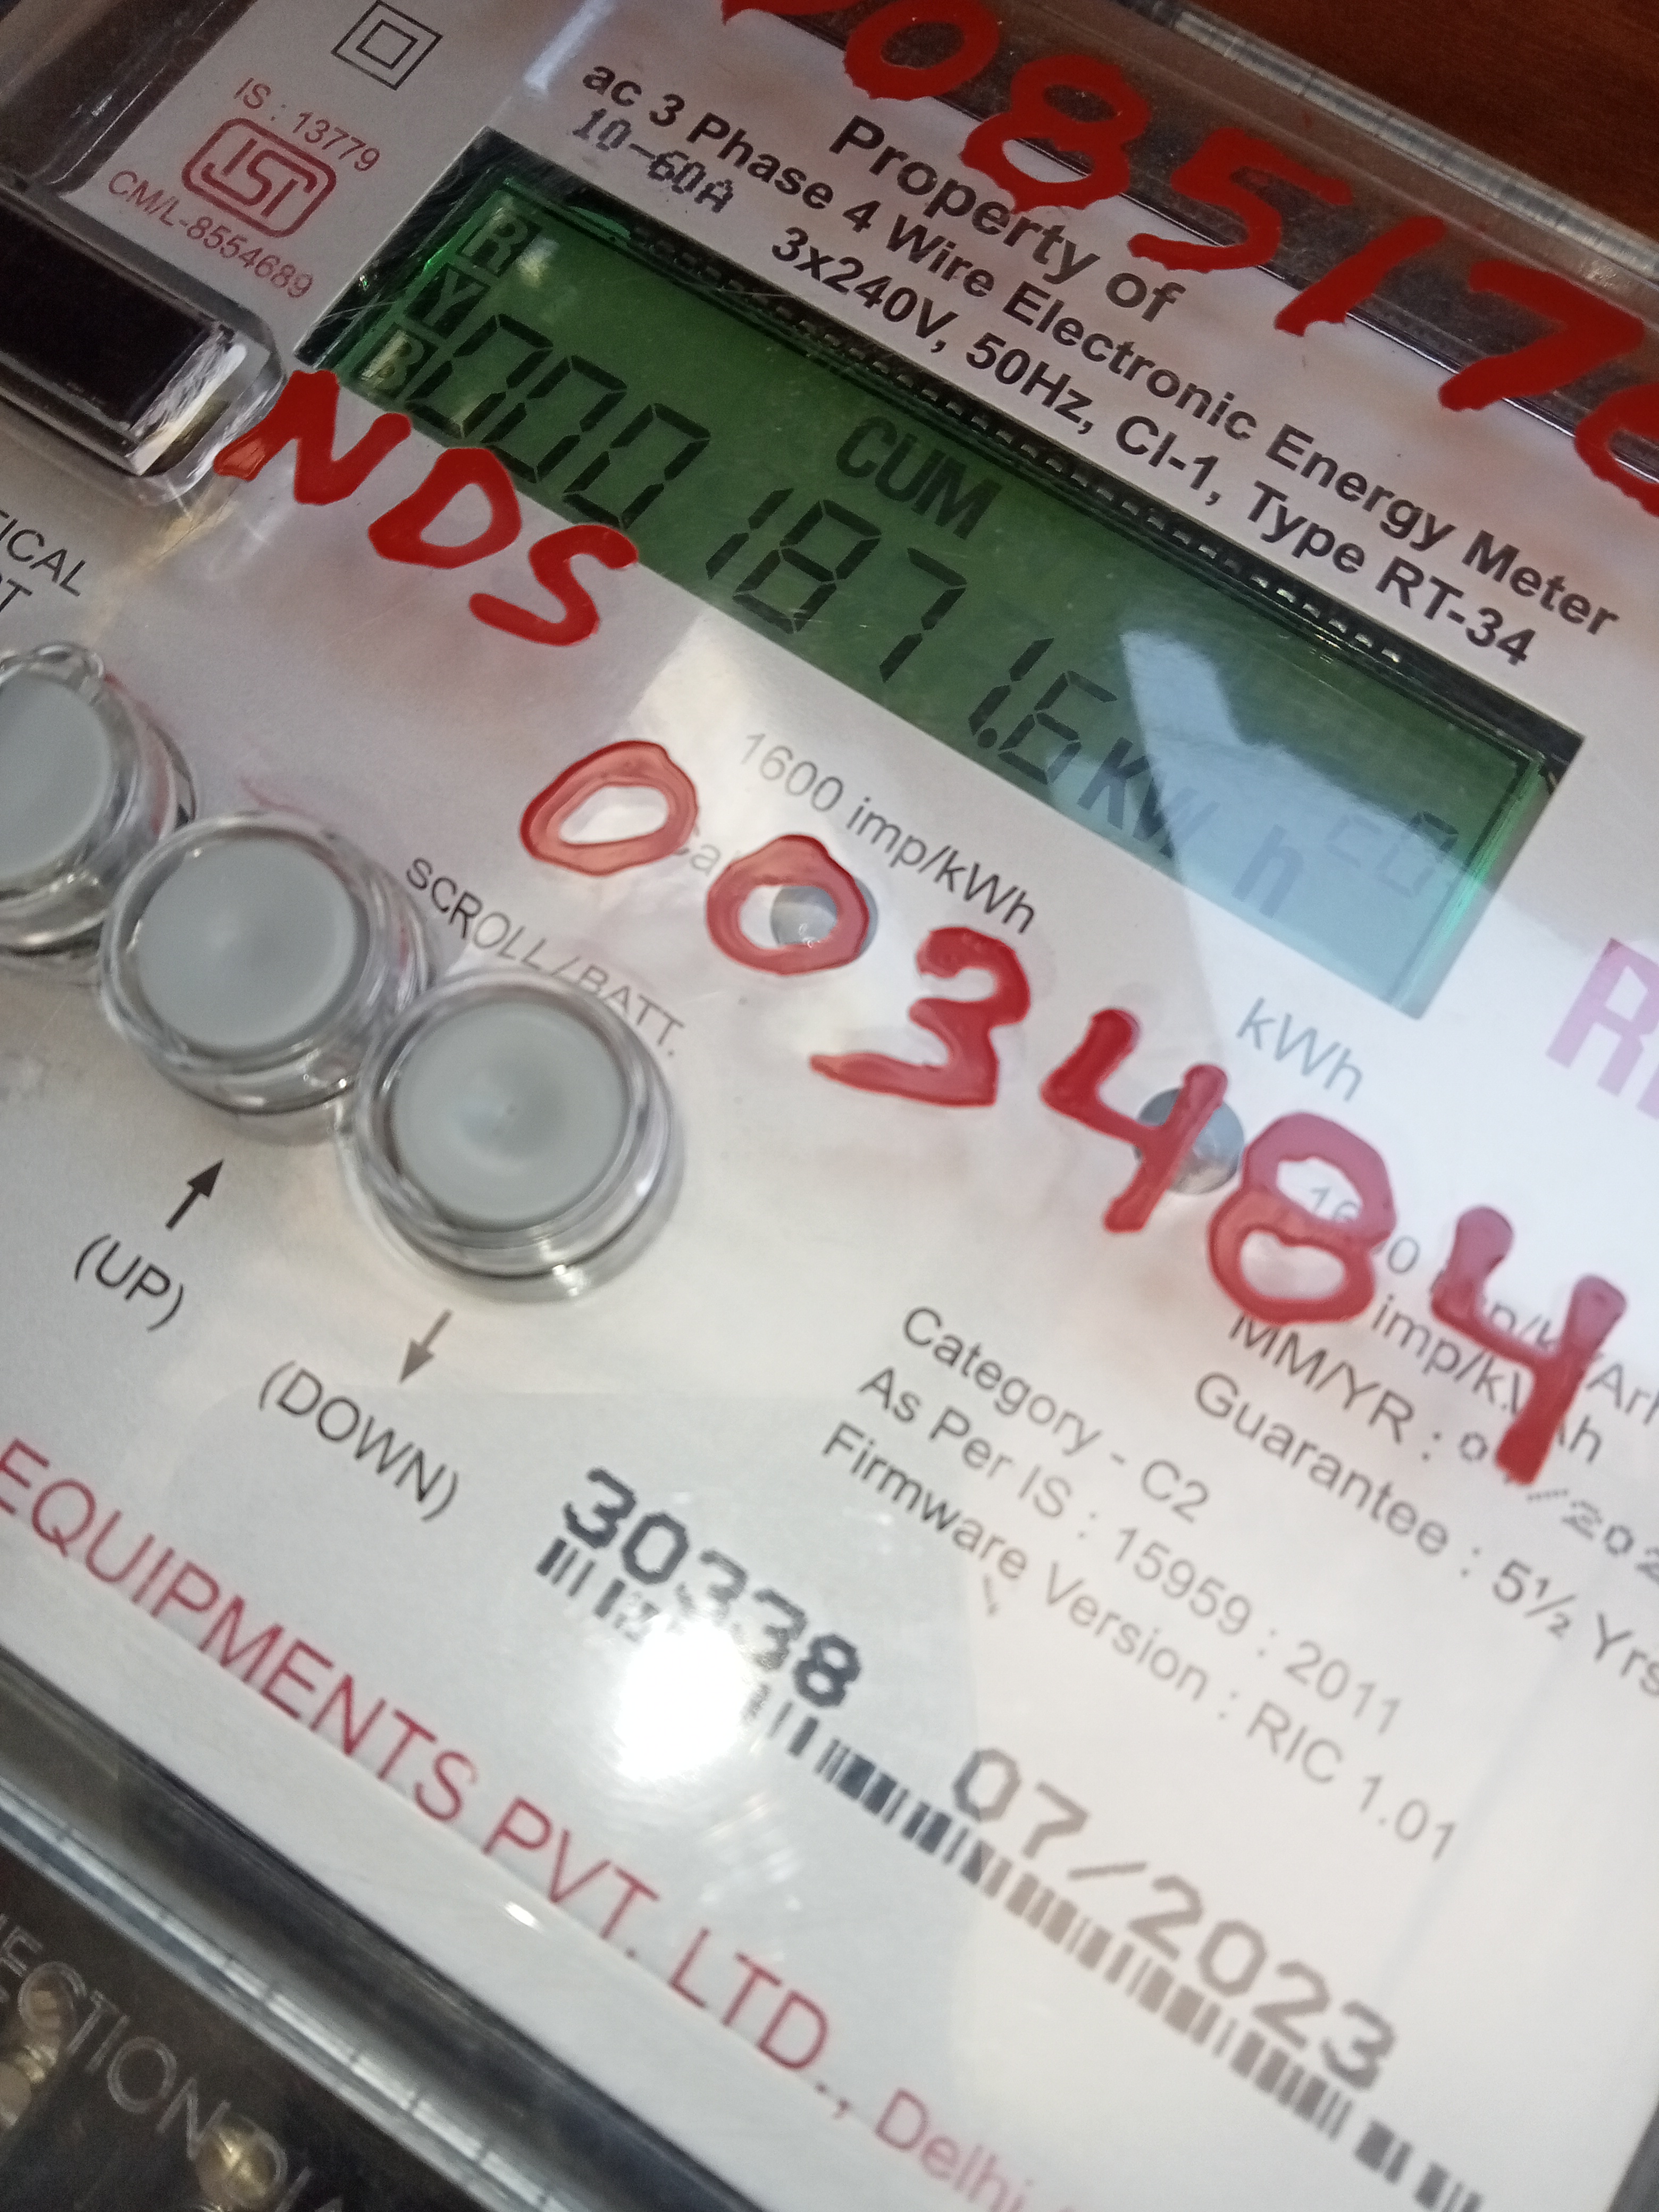 085178
Property of
ac 3 Phase 4 Wire Electronic Energy Meter
10-60A 3x240V, 50Hz, Cl-1, Type RT-34
IS : 13779
ISI
CM/L-8554689
R
Y
B
CUM
0001871.6 kWh
NDS
TICAL
1600 imp/kWh
003484
kWh
SCROLL/BATT.
(UP)
(DOWN)
Category - C2
As Per IS : 15959 : 2011
Firmware Version : RIC 1.01
imp/k
MM/YR :
Guarantee : 5½ Yrs
30338
07/2023
EQUIPMENTS PVT. LTD., Delhi